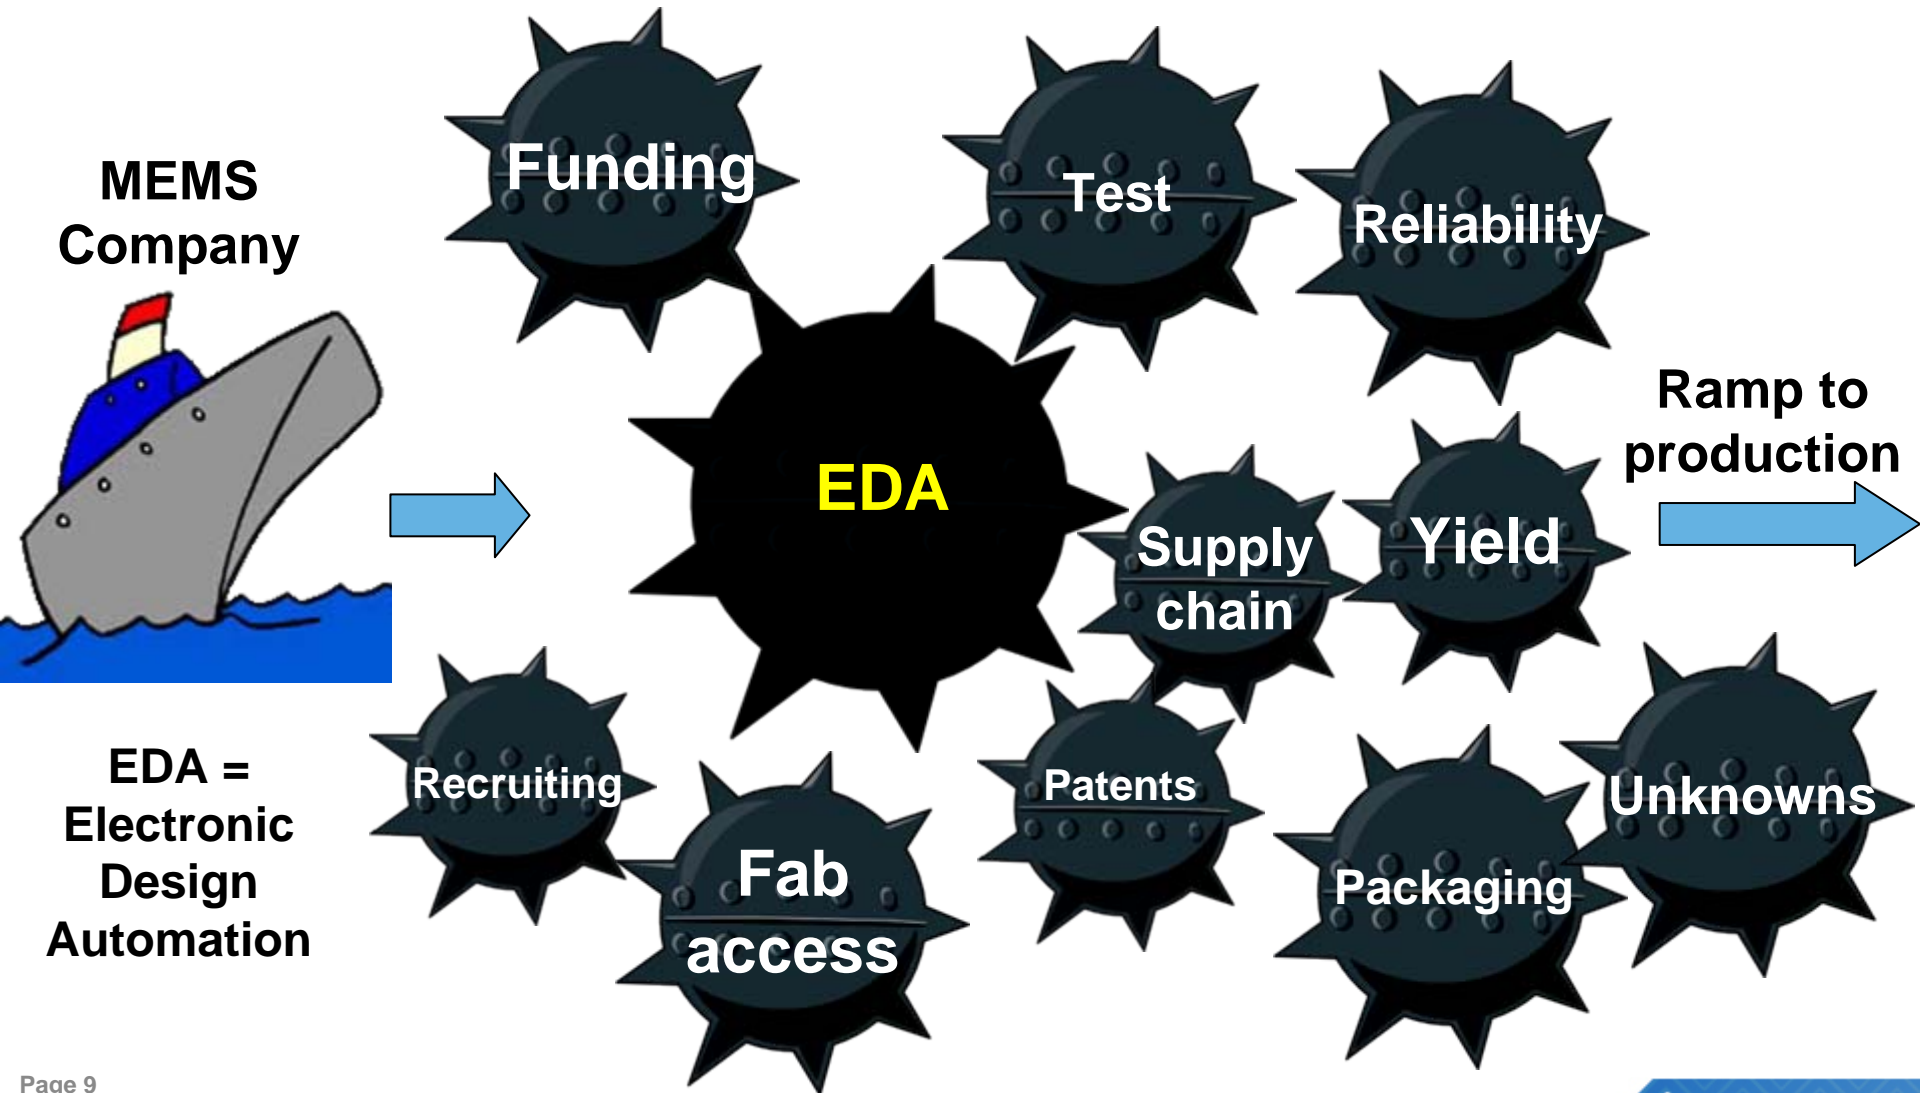 MEMS
Company
Funding
Test
Reliability
EDA
Ramp to
production
Supply
chain
Yield
EDA =
Electronic
Design
Automation
Recruiting
Fab
access
Patents
Packaging
Unknowns
Page 9